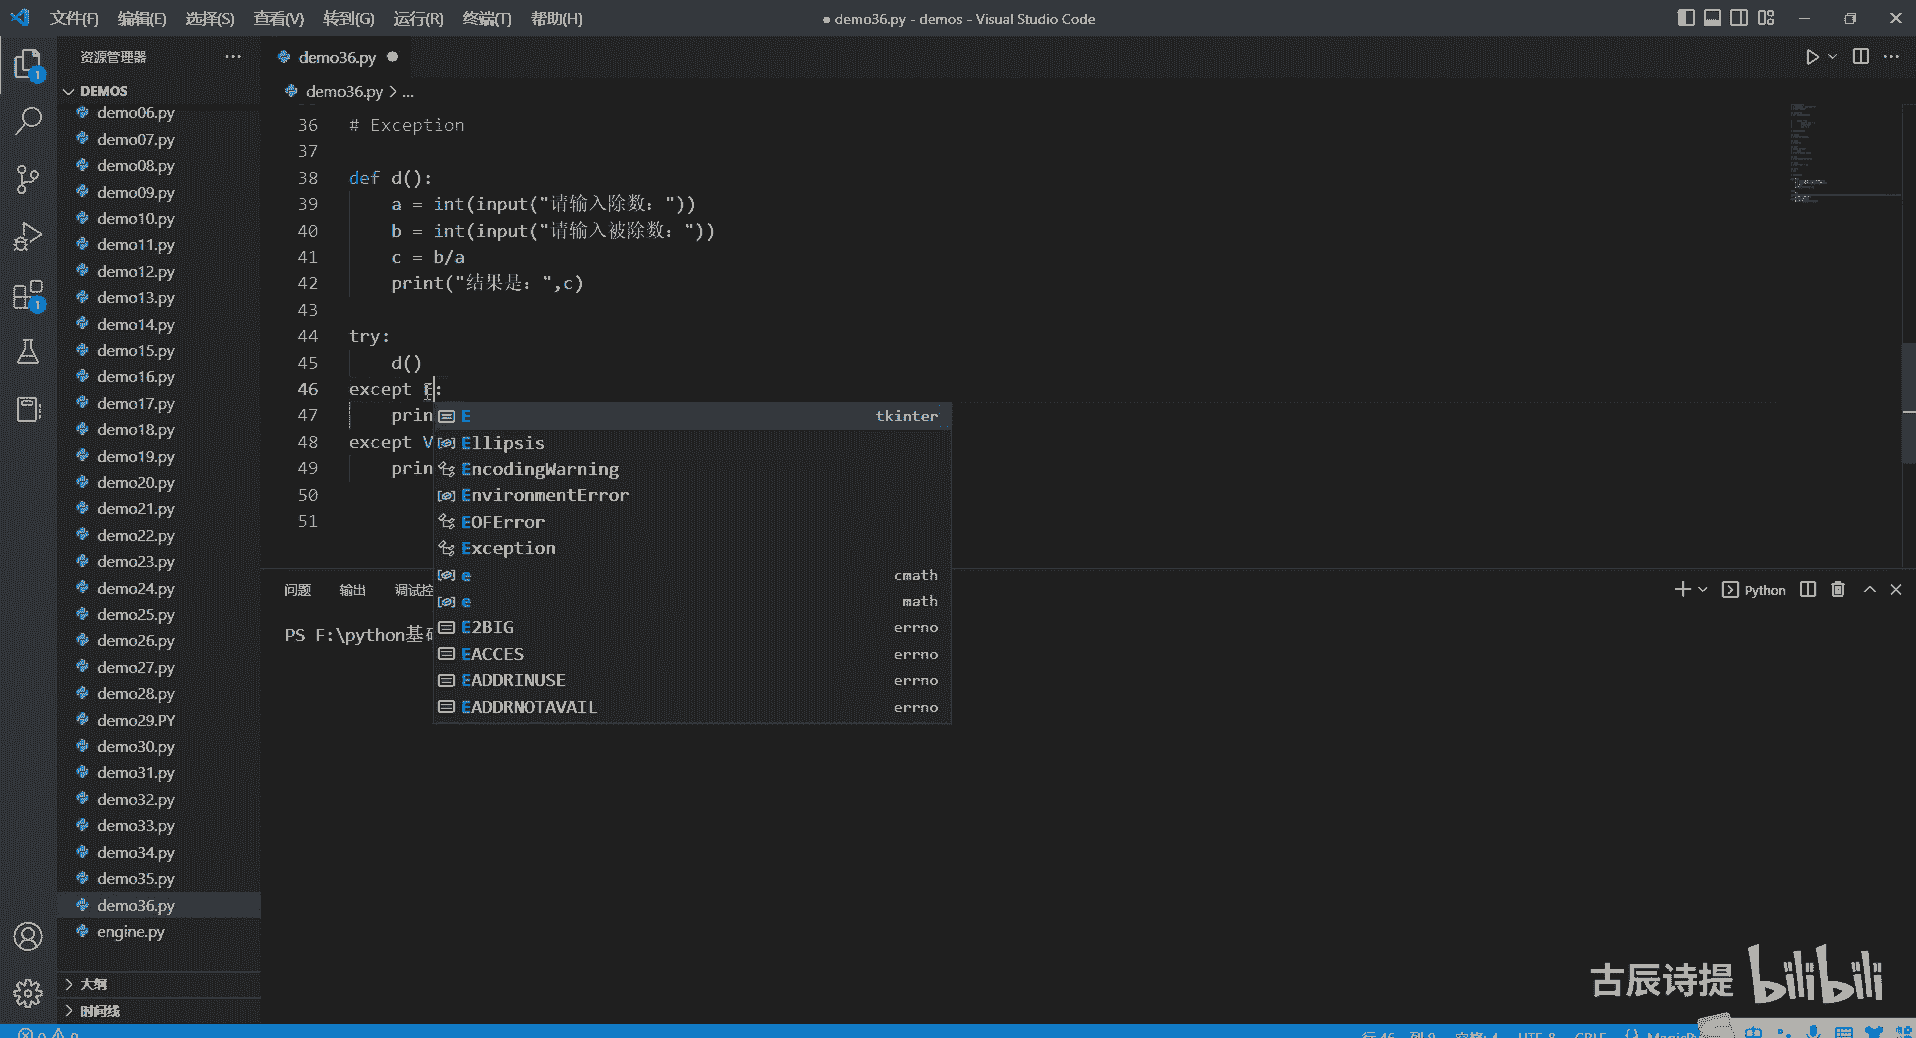 文件(F) 编辑(E) 选择(S) 查看(V) 转到(G) 运行(R) 终端(T) 帮助(H)
● demo36.py - demos - Visual Studio Code
资源管理器
DEMOS
demo06.py
demo07.py
demo08.py
demo09.py
demo10.py
demo11.py
demo12.py
demo13.py
demo14.py
demo15.py
demo16.py
demo17.py
demo18.py
demo19.py
demo20.py
demo21.py
demo22.py
demo23.py
demo24.py
demo25.py
demo26.py
demo27.py
demo28.py
demo29.PY
demo30.py
demo31.py
demo32.py
demo33.py
demo34.py
demo35.py
demo36.py
engine.py
大纲
时间线
demo36.py
demo36.py > ...
36 # Exception
37
38 def d():
39 a = int(input("请输入除数："))
40 b = int(input("请输入被除数："))
41 c = b/a
42 print("结果是：",c)
43
44 try:
45 d()
46 except E:
47 prin
48 except V
49 prin
50
51
E tkinter
Ellipsis
EncodingWarning
EnvironmentError
EOFError
Exception
e cmath
e math
E2BIG errno
EACCES errno
EADDRINUSE errno
EADDRNOTAVAIL errno
问题 输出 调试控
Python
PS F:\python基
古辰诗提 bilibili